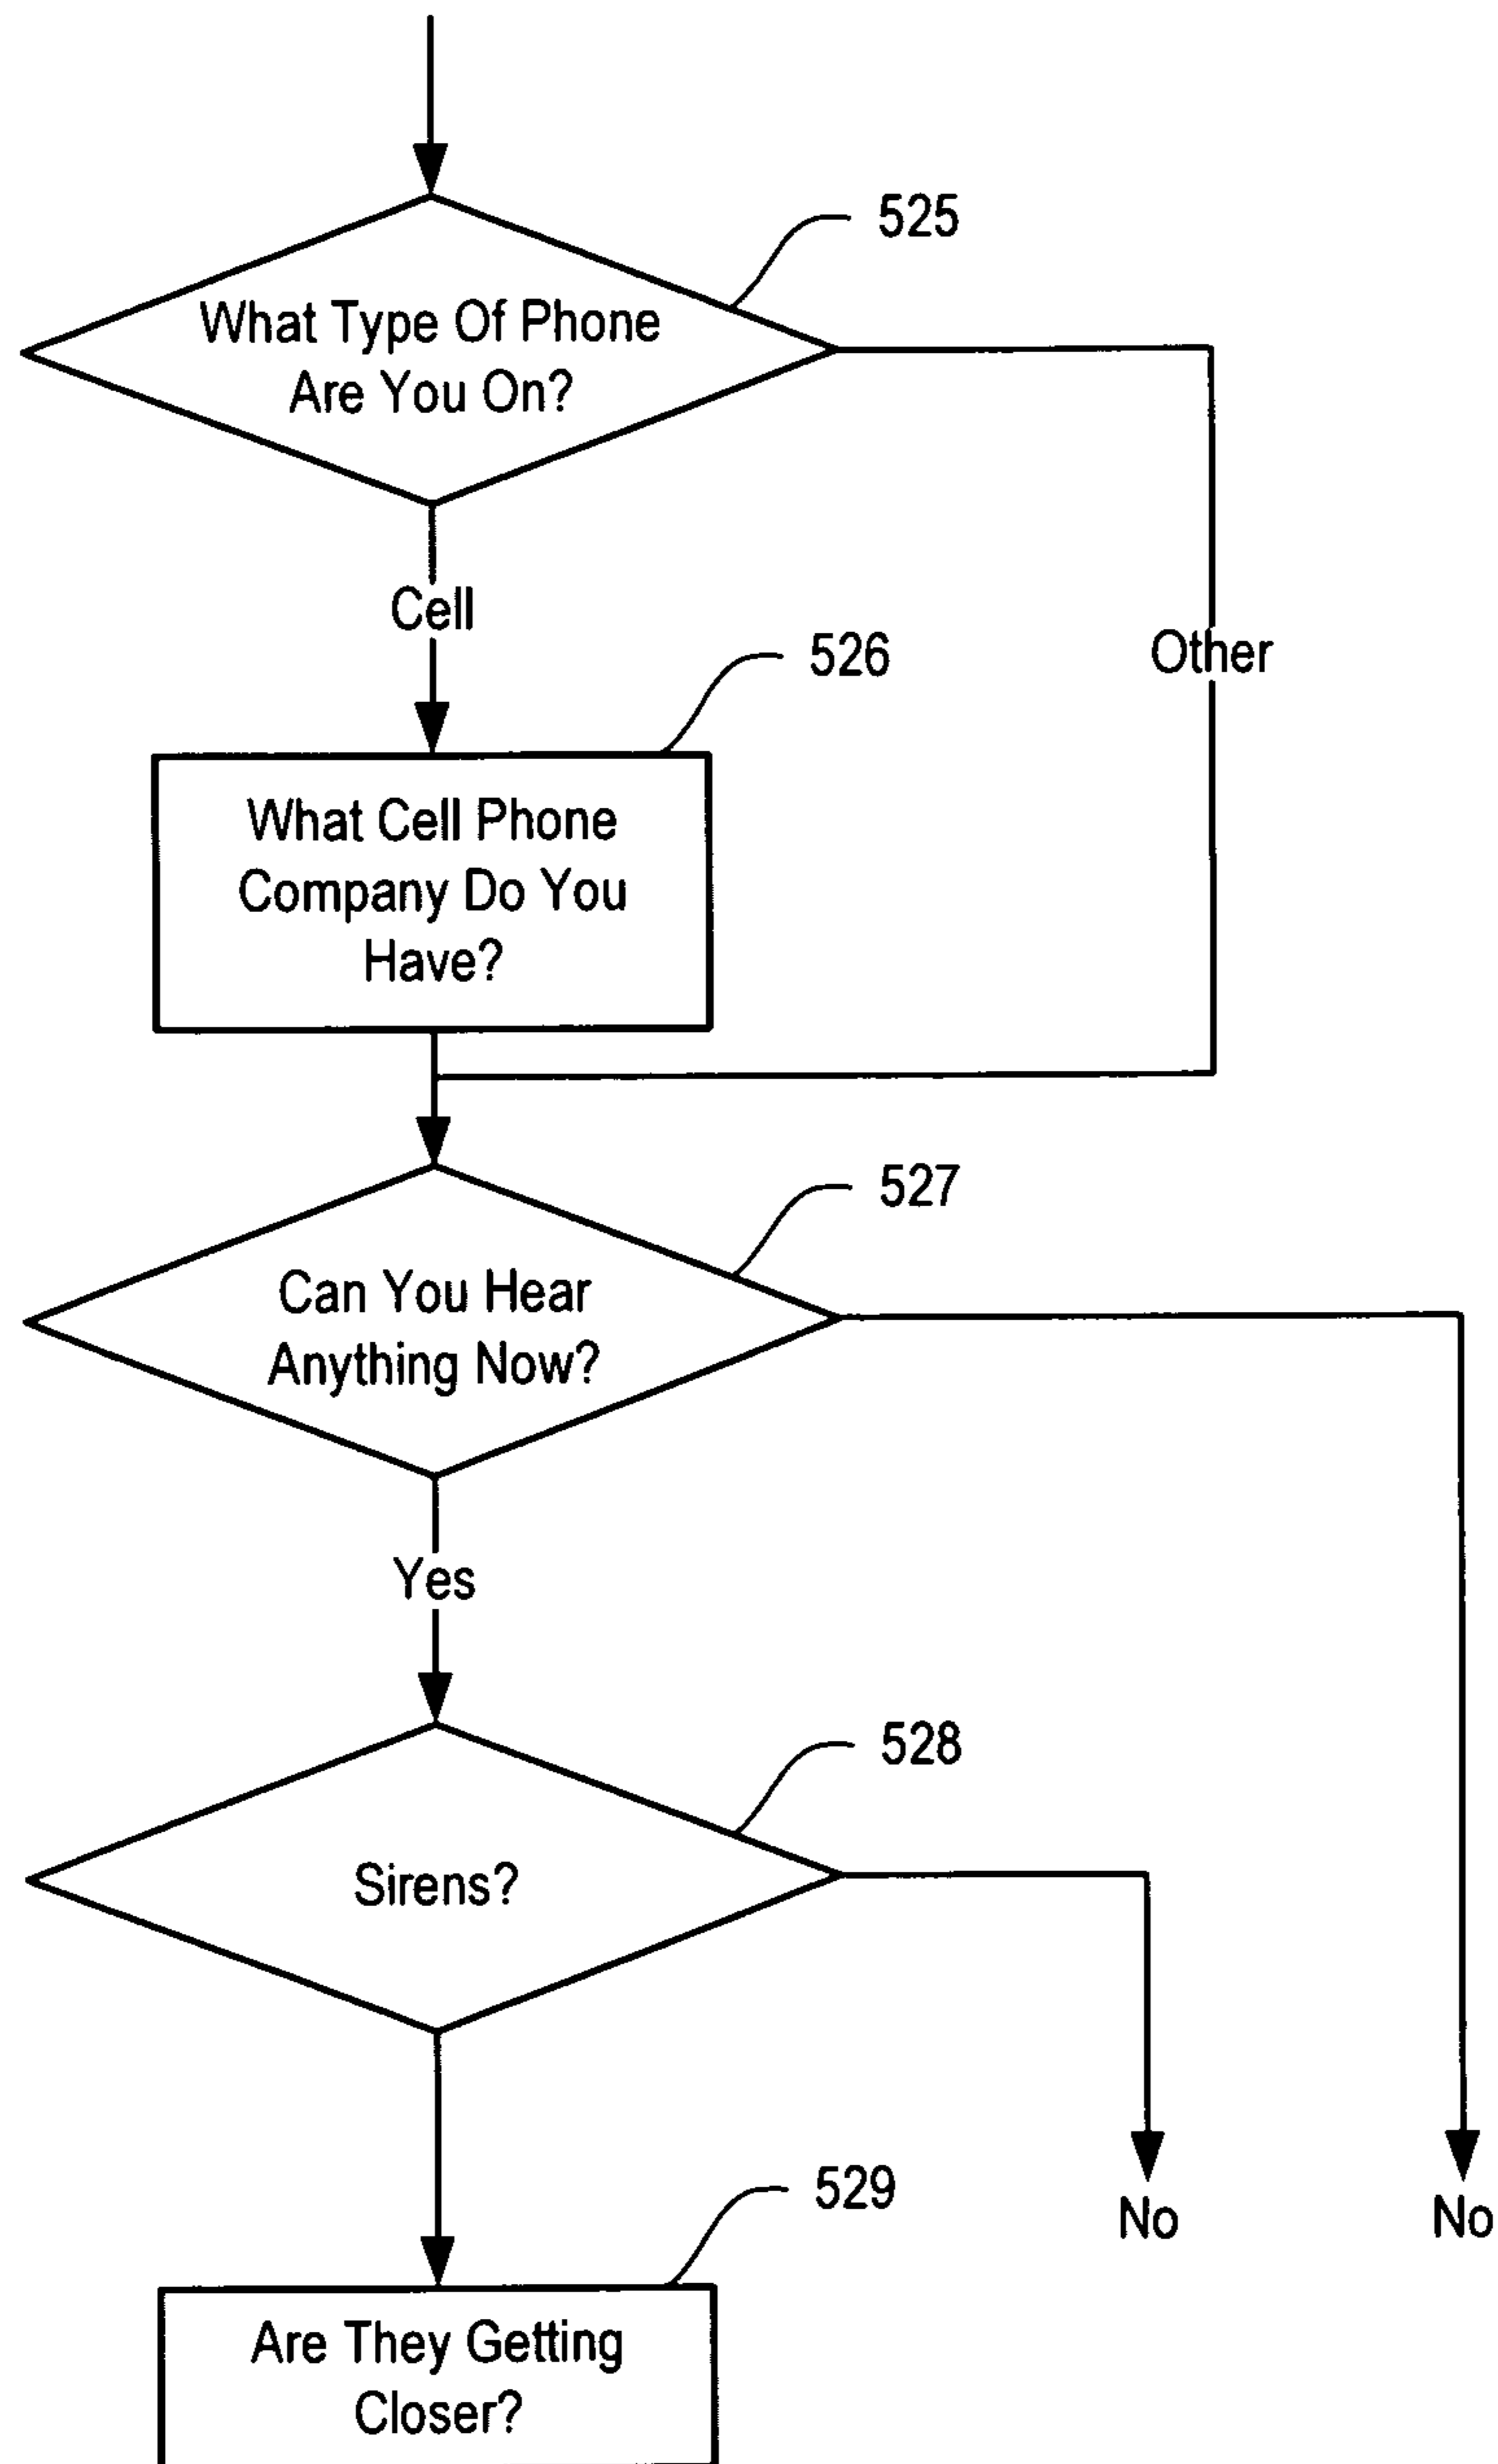 525
What Type Of Phone
Are You On?
Cell
526
Other
What Cell Phone
Company Do You
Have?
527
Can You Hear
Anything Now?
Yes
528
Sirens?
529
No
No
Are They Getting
Closer?